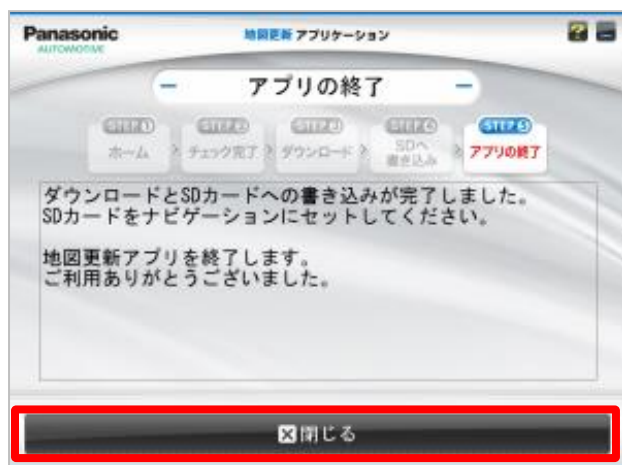 Panasonic
AUTOMOTIVE
地図更新 アプリケーション
アプリの終了
STEP① STEP② STEP③ STEP④ STEP⑤
ホーム チェック完了 ダウンロード SDへ書き込み アプリの終了
ダウンロードとSDカードへの書き込みが完了しました。
SDカードをナビゲーションにセットしてください。
地図更新アプリを終了します。
ご利用ありがとうございました。
閉じる